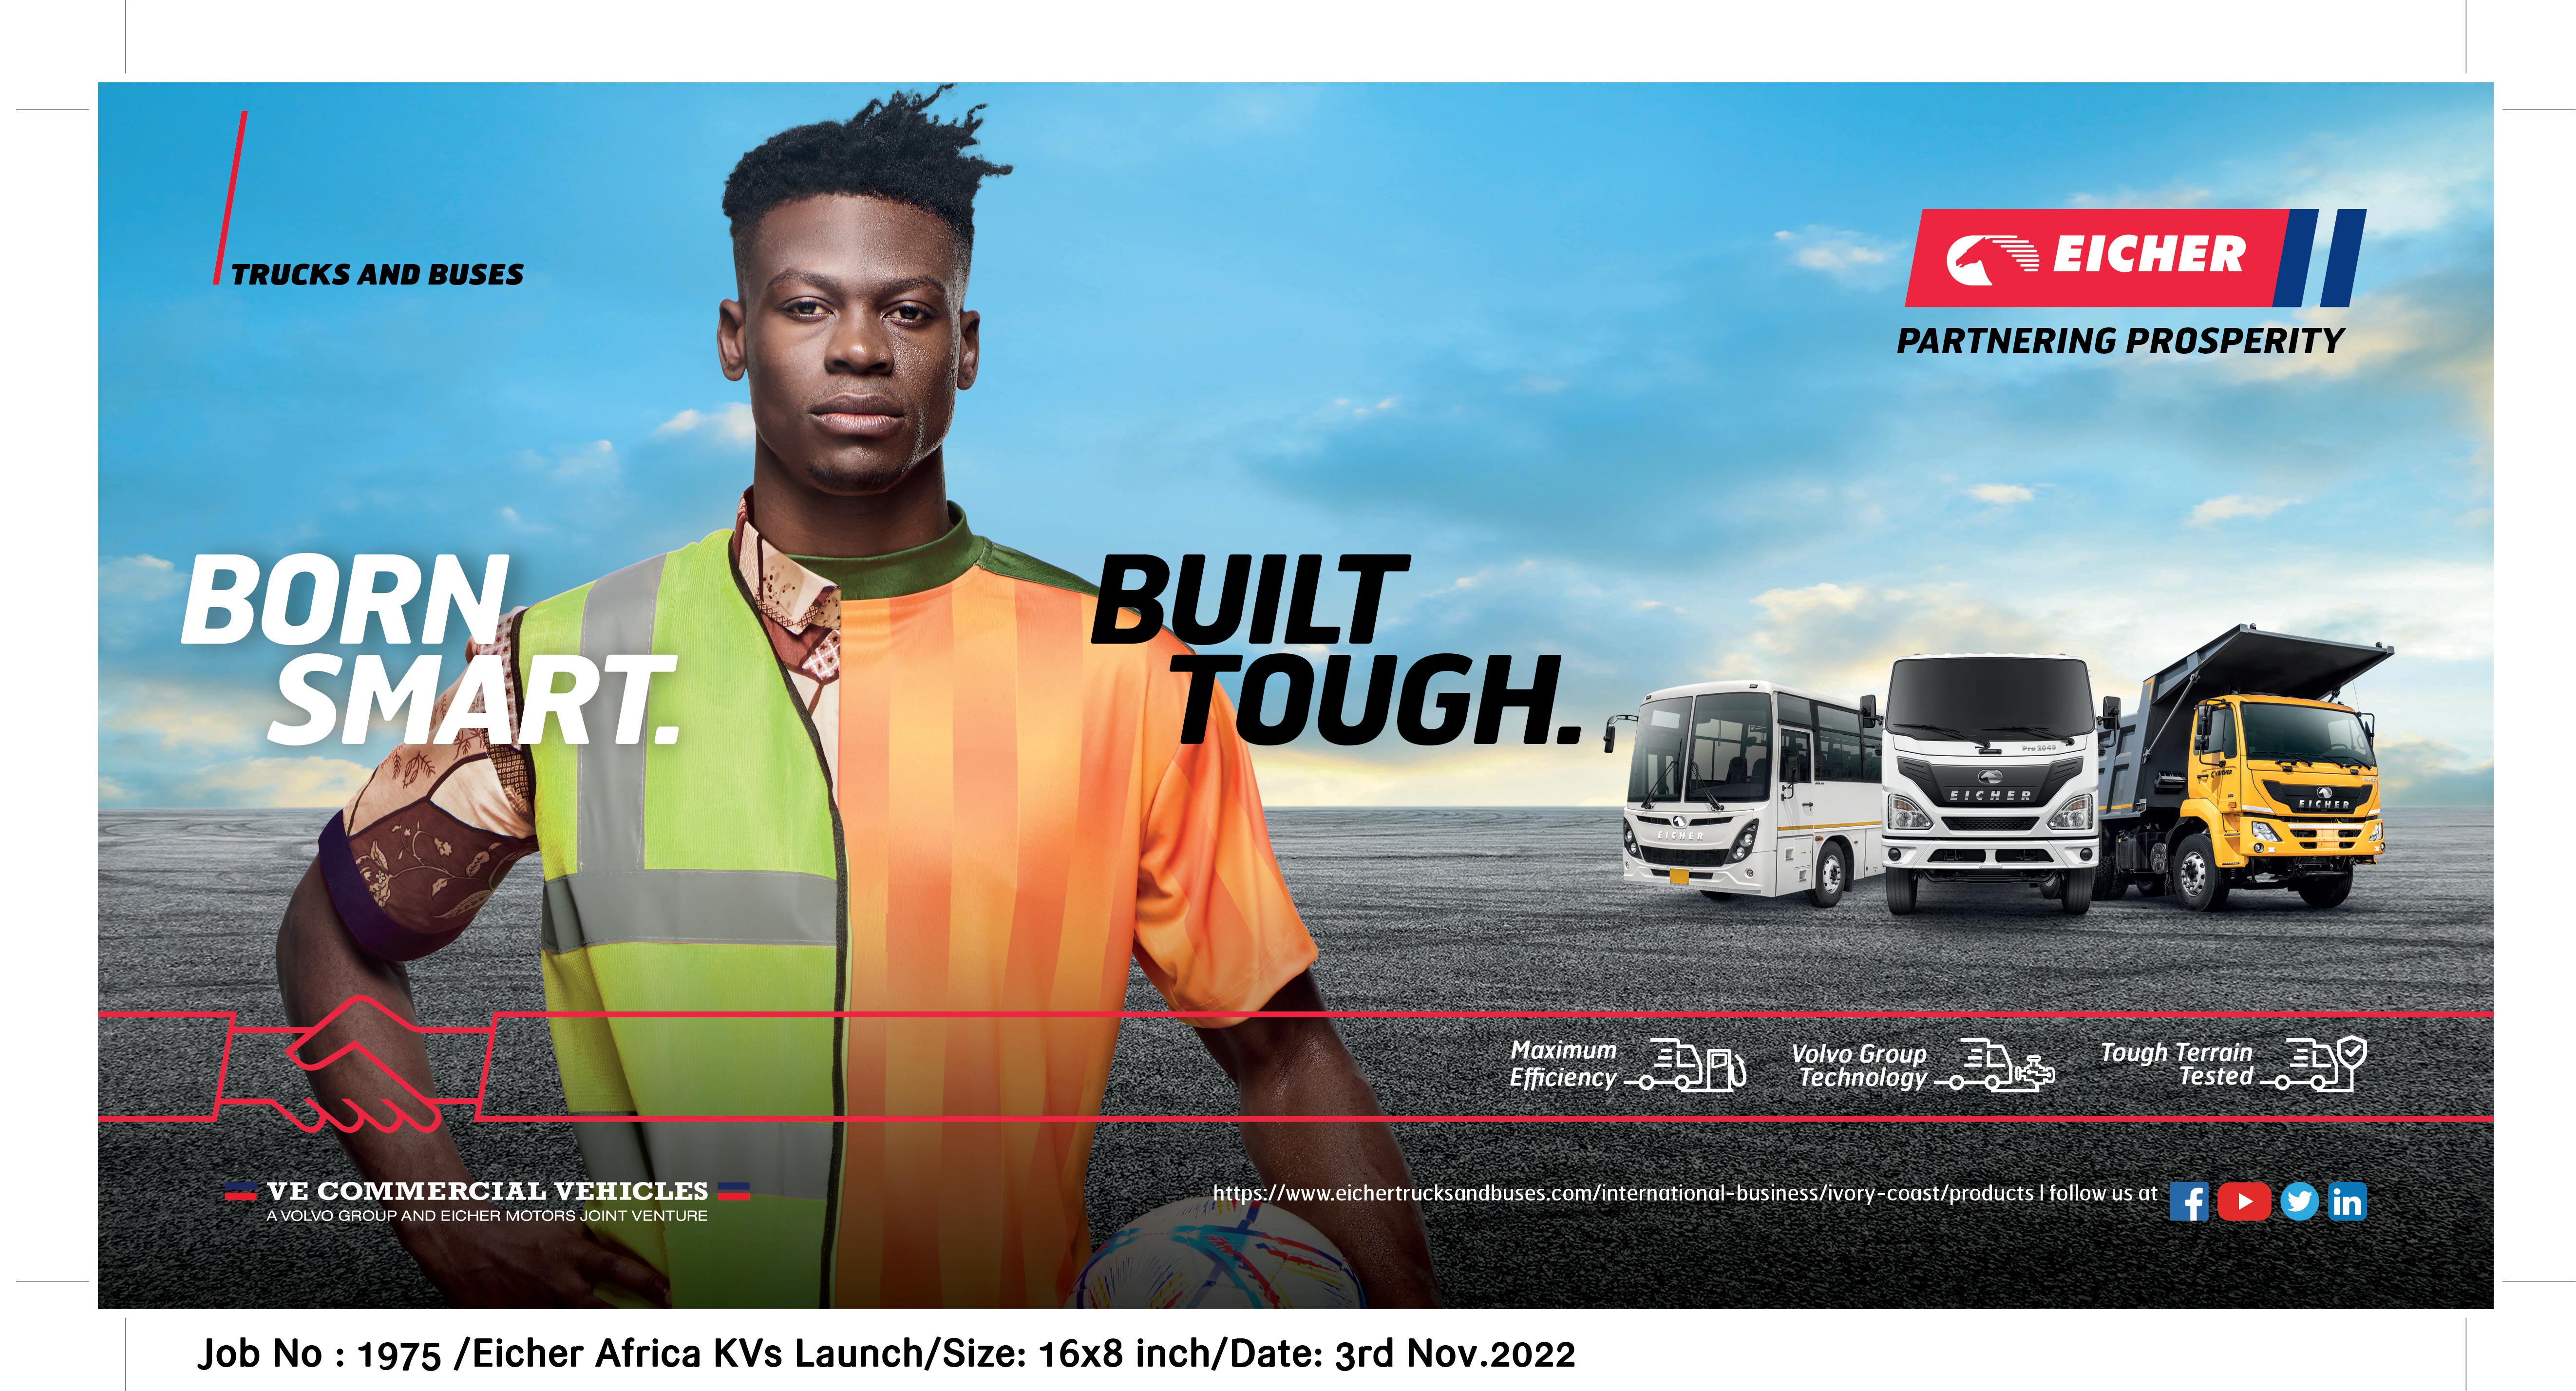 TRUCKS AND BUSES
EICHER
PARTNERING PROSPERITY
BORN
SMART.
BUILT
TOUGH.
Pro 2049
EICHER
EICHER
EICHER
EICHER
Maximum
Efficiency
Volvo Group
Technology
Tough Terrain
Tested
VE COMMERCIAL VEHICLES
A VOLVO GROUP AND EICHER MOTORS JOINT VENTURE
https://www.eichertrucksandbuses.com/international-business/ivory-coast/products I follow us at
Job No : 1975 /Eicher Africa KVs Launch/Size: 16x8 inch/Date: 3rd Nov.2022